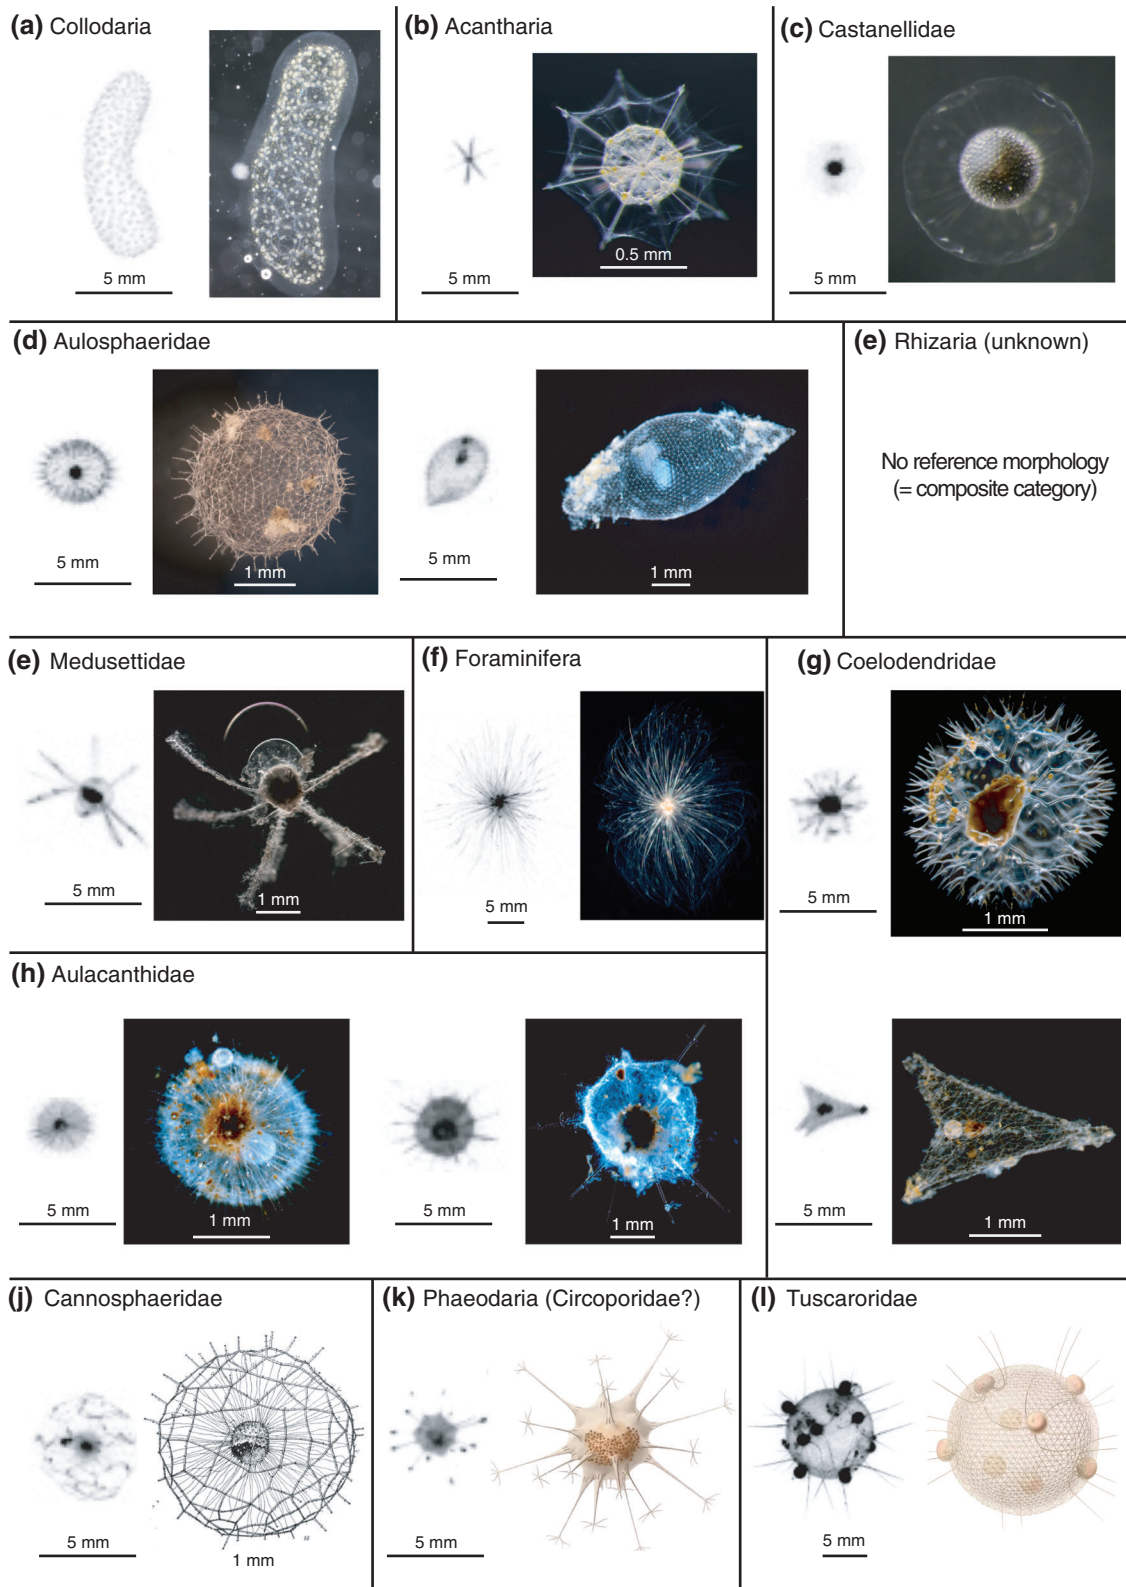 (a) Collodaria
5 mm
(b) Acantharia
5 mm
0.5 mm
(c) Castanellidae
5 mm
(d) Aulosphaeridae
5 mm
1 mm
5 mm
1 mm
(e) Rhizaria (unknown)
No reference morphology
(= composite category)
(e) Medusettidae
5 mm
1 mm
(f) Foraminifera
5 mm
(g) Coelodendridae
5 mm
1 mm
5 mm
1 mm
(h) Aulacanthidae
5 mm
1 mm
5 mm
1 mm
(j) Cannosphaeridae
5 mm
1 mm
(k) Phaeodaria (Circoporidae?)
5 mm
(l) Tuscaroridae
5 mm